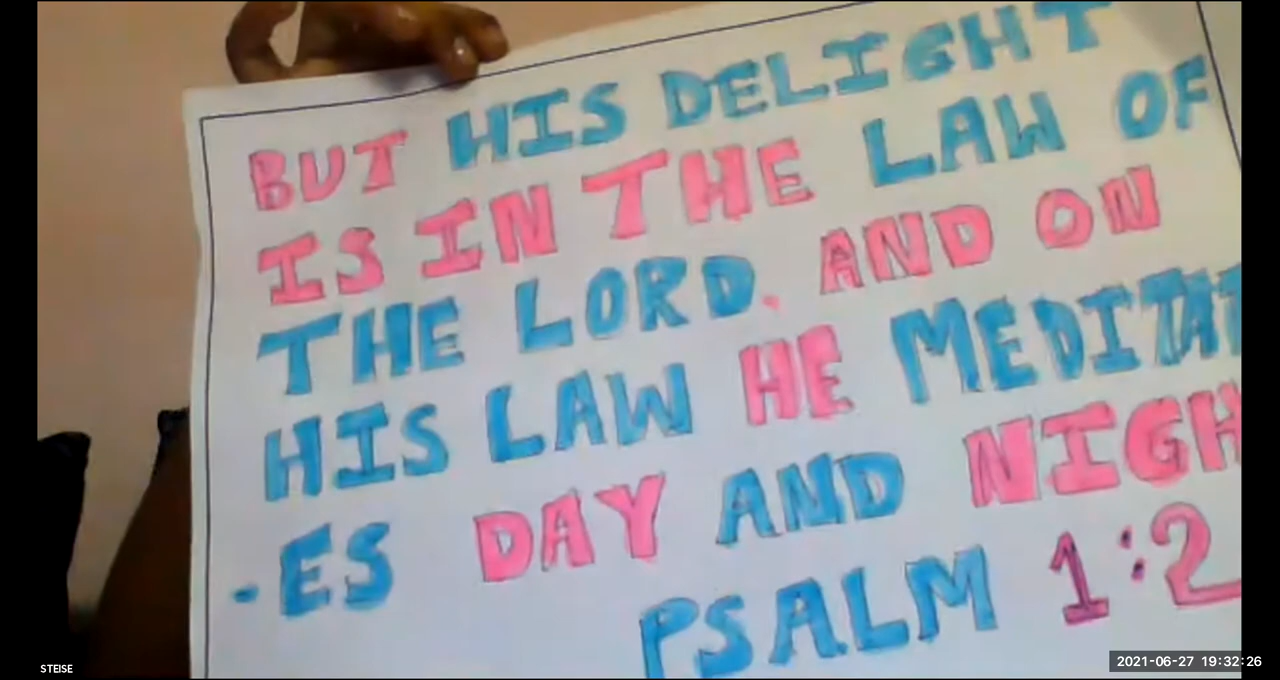 BUT HIS DELIGHT
IS IN THE LAW OF
THE LORD. AND ON
HIS LAW HE MEDITAT
-ES DAY AND NIGH
PSALM 1:2
STEISE
2021-06-27 19:32:26